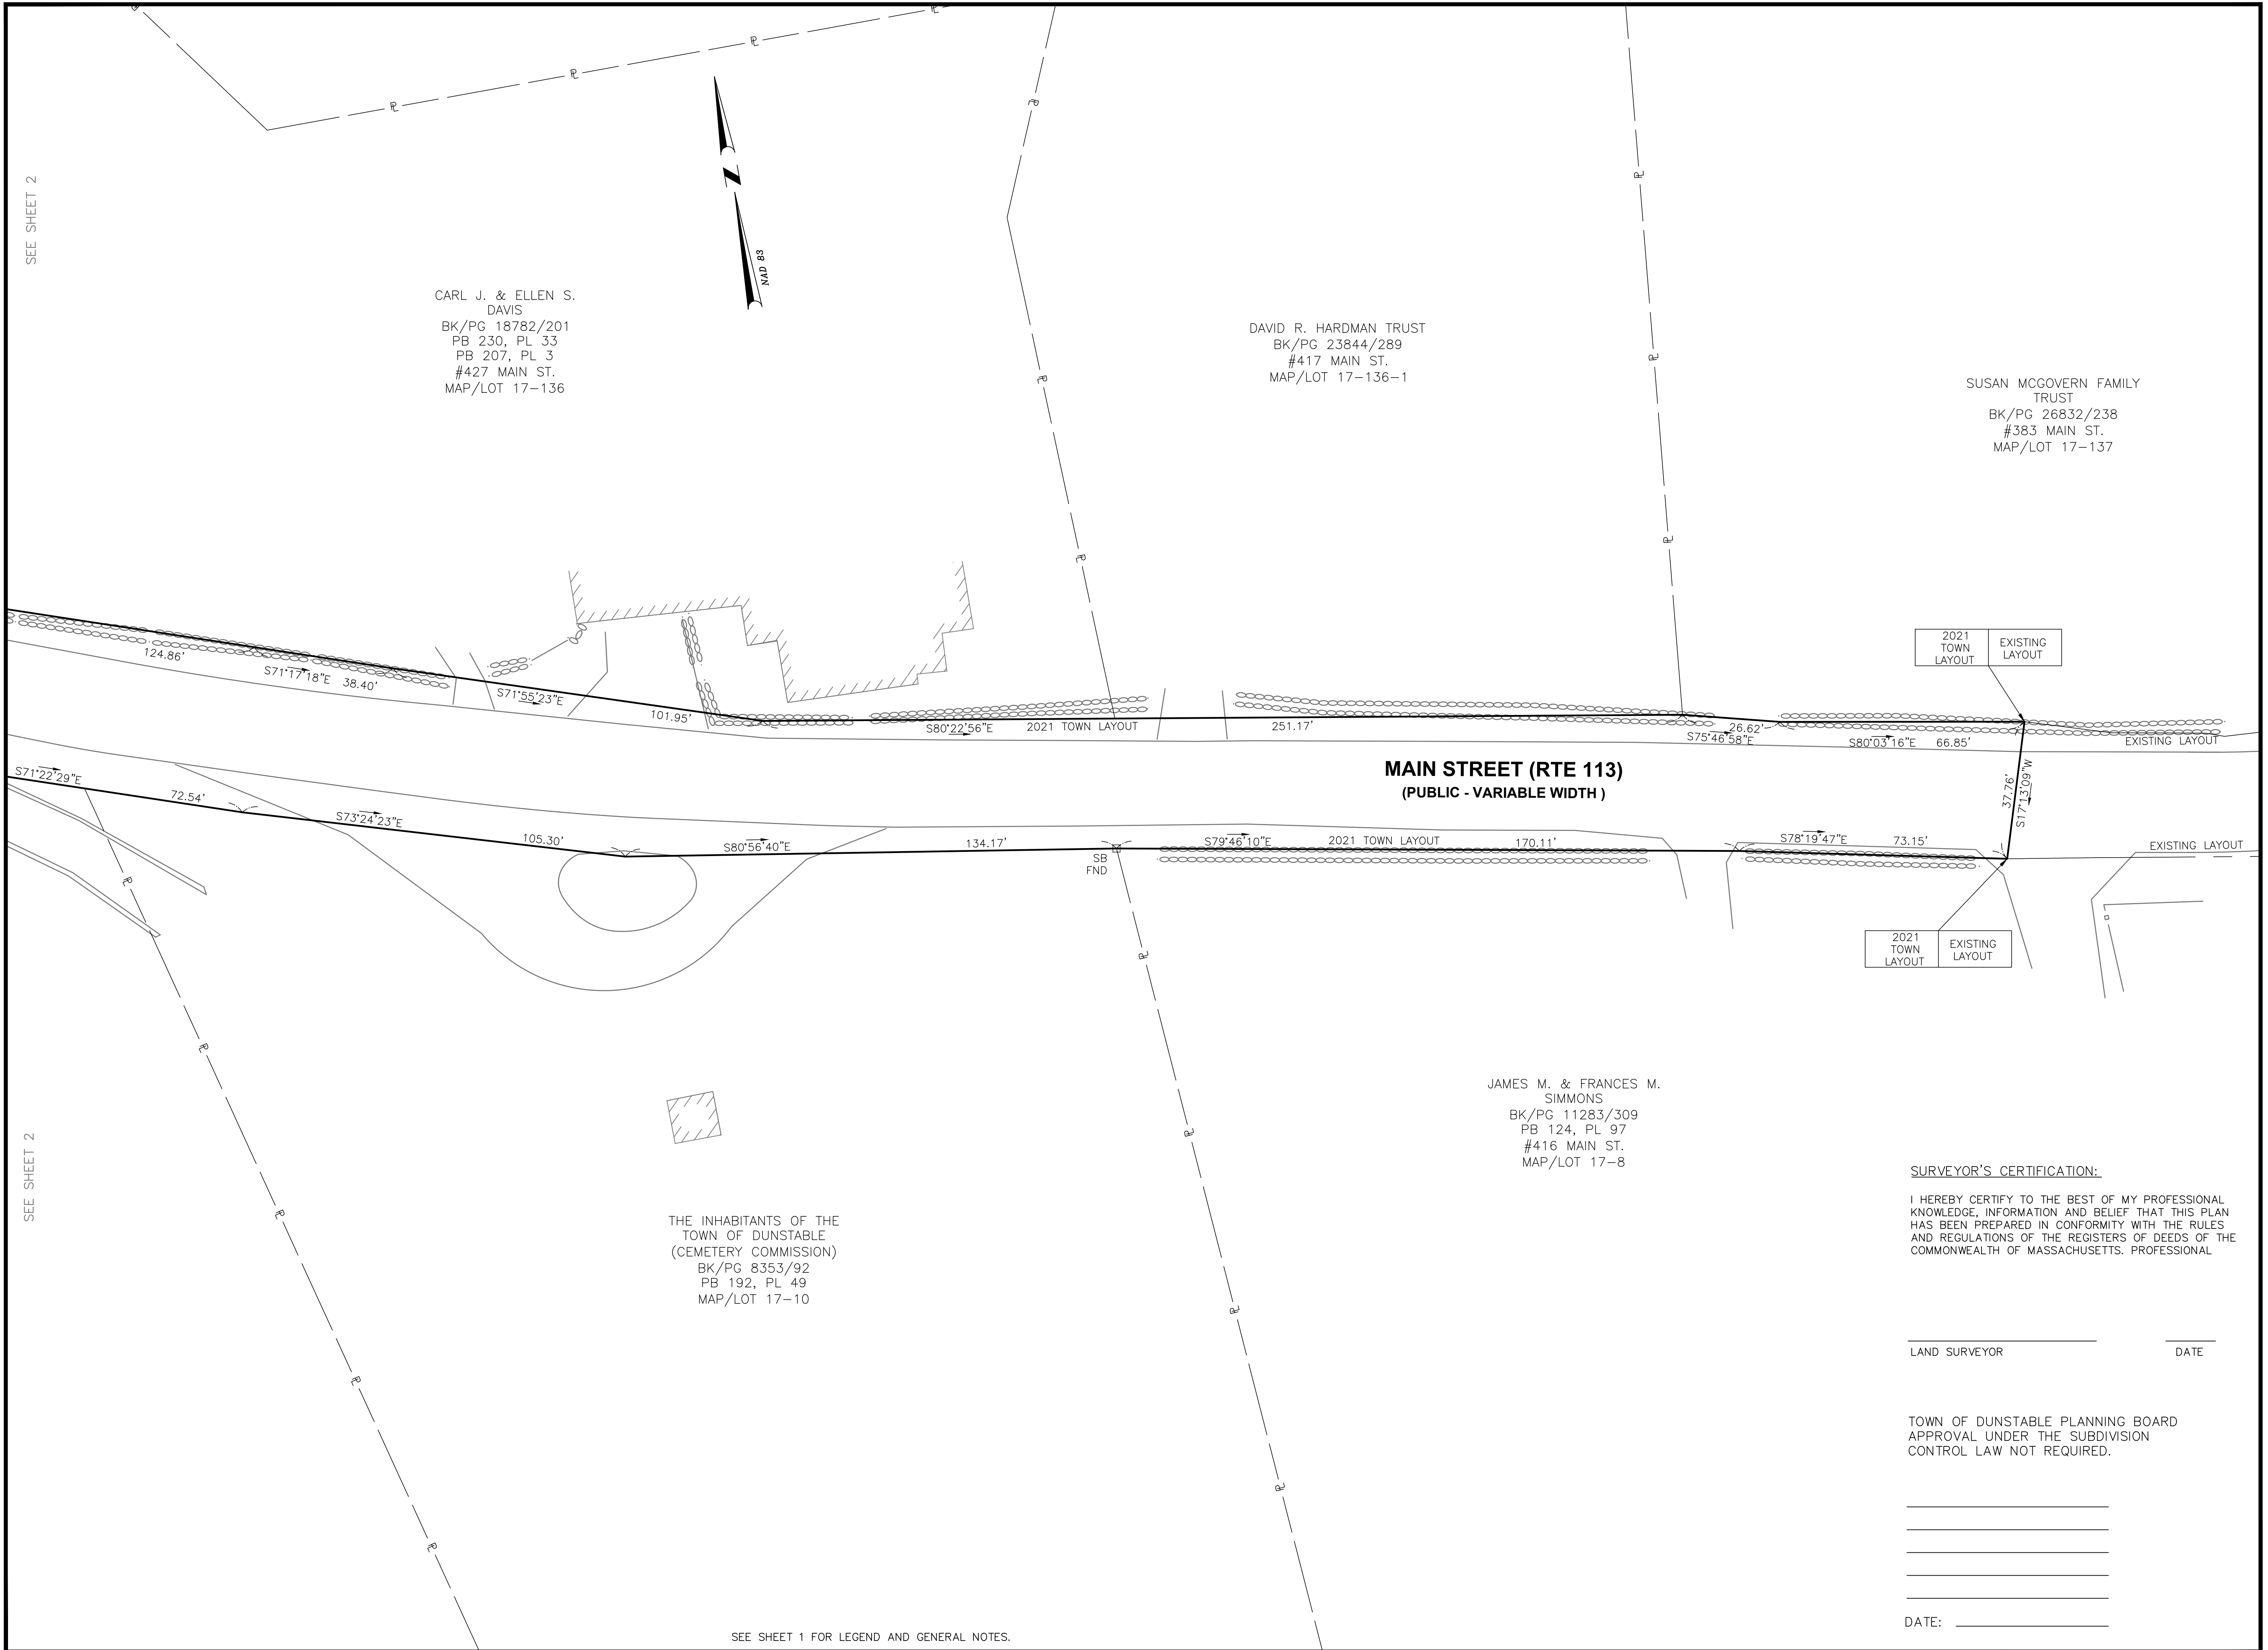 SEE SHEET 2
NAD 83
CARL J. & ELLEN S.
DAVIS
BK/PG 18782/201
PB 230, PL 33
PB 207, PL 3
#427 MAIN ST.
MAP/LOT 17-136
DAVID R. HARDMAN TRUST
BK/PG 23844/289
#417 MAIN ST.
MAP/LOT 17-136-1
SUSAN MCGOVERN FAMILY
TRUST
BK/PG 26832/238
#383 MAIN ST.
MAP/LOT 17-137
2021
TOWN
LAYOUT
EXISTING
LAYOUT
124.86'
S71°17'18"E 38.40'
S71°55'23"E
101.95'
S80°22'56"E
2021 TOWN LAYOUT
251.17'
26.62'
S75°46'58"E
S80°03'16"E 66.85'
EXISTING LAYOUT
MAIN STREET (RTE 113)
(PUBLIC - VARIABLE WIDTH )
37.76'
S17°13'09"W
S71°22'29"E
72.54'
S73°24'23"E
105.30'
S80°56'40"E
134.17'
SB
FND
S79°46'10"E
2021 TOWN LAYOUT
170.11'
S78°19'47"E
73.15'
EXISTING LAYOUT
2021
TOWN
LAYOUT
EXISTING
LAYOUT
SEE SHEET 2
JAMES M. & FRANCES M.
SIMMONS
BK/PG 11283/309
PB 124, PL 97
#416 MAIN ST.
MAP/LOT 17-8
THE INHABITANTS OF THE
TOWN OF DUNSTABLE
(CEMETERY COMMISSION)
BK/PG 8353/92
PB 192, PL 49
MAP/LOT 17-10
SURVEYOR'S CERTIFICATION:
I HEREBY CERTIFY TO THE BEST OF MY PROFESSIONAL
KNOWLEDGE, INFORMATION AND BELIEF THAT THIS PLAN
HAS BEEN PREPARED IN CONFORMITY WITH THE RULES
AND REGULATIONS OF THE REGISTERS OF DEEDS OF THE
COMMONWEALTH OF MASSACHUSETTS. PROFESSIONAL
LAND SURVEYOR
DATE
TOWN OF DUNSTABLE PLANNING BOARD
APPROVAL UNDER THE SUBDIVISION
CONTROL LAW NOT REQUIRED.
DATE:
SEE SHEET 1 FOR LEGEND AND GENERAL NOTES.